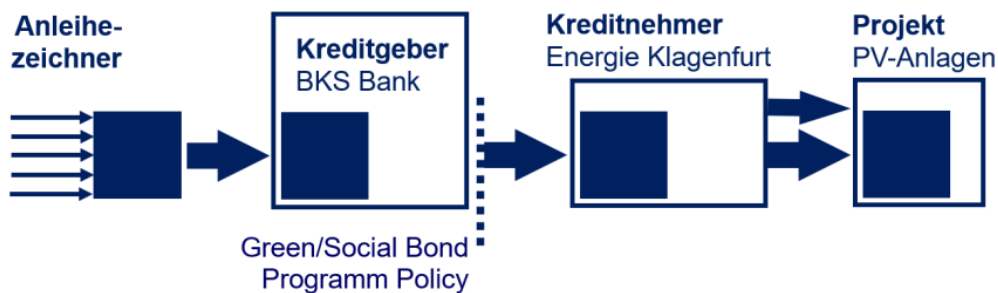 Anleihe-
zeichner
Kreditgeber
BKS Bank
Kreditnehmer
Energie Klagenfurt
Projekt
PV-Anlagen
Green/Social Bond
Programm Policy